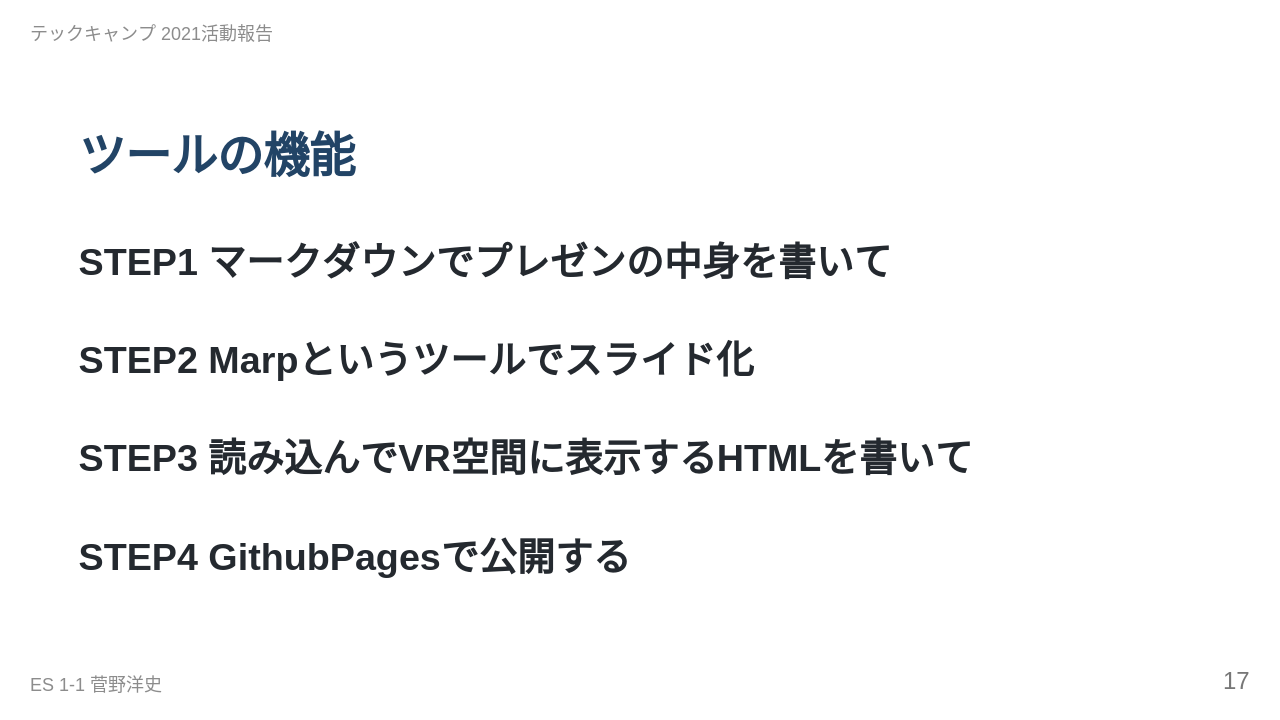 テックキャンプ 2021活動報告
ツールの機能
STEP1 マークダウンでプレゼンの中身を書いて
STEP2 Marpというツールでスライド化
STEP3 読み込んでVR空間に表示するHTMLを書いて
STEP4 GithubPagesで公開する
ES 1-1 菅野洋史
17